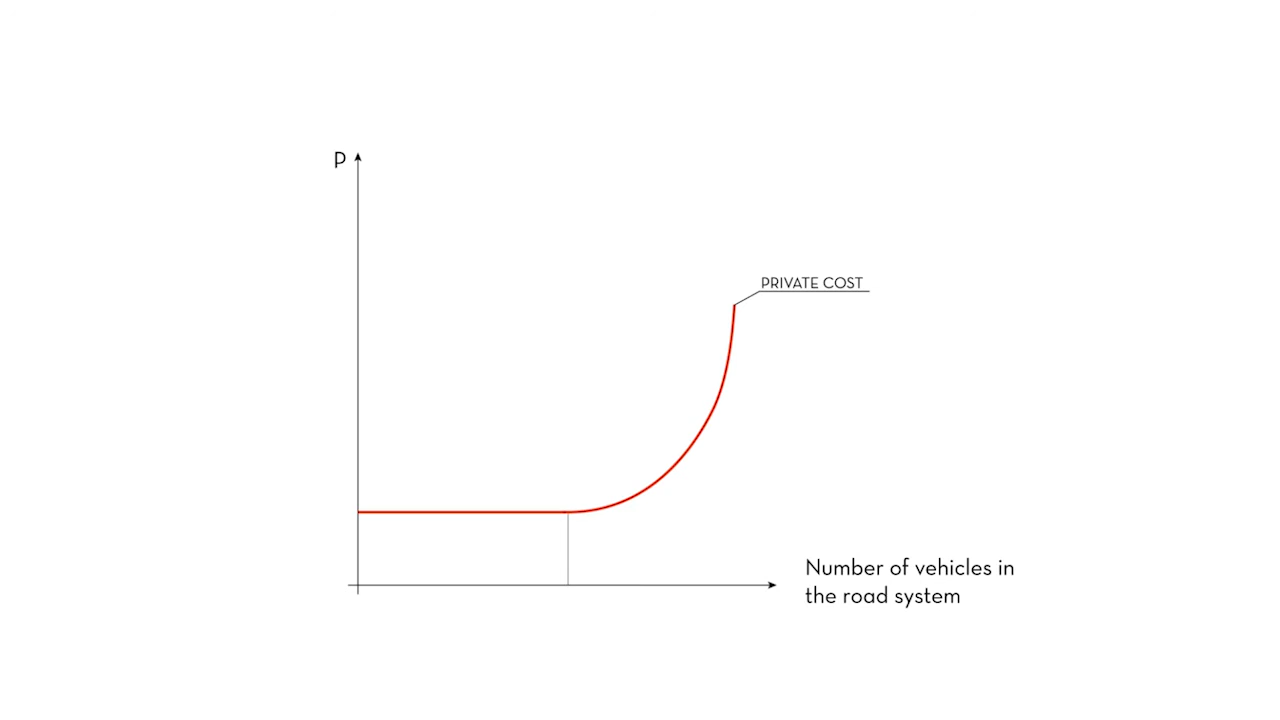 P
PRIVATE COST
Number of vehicles in
the road system